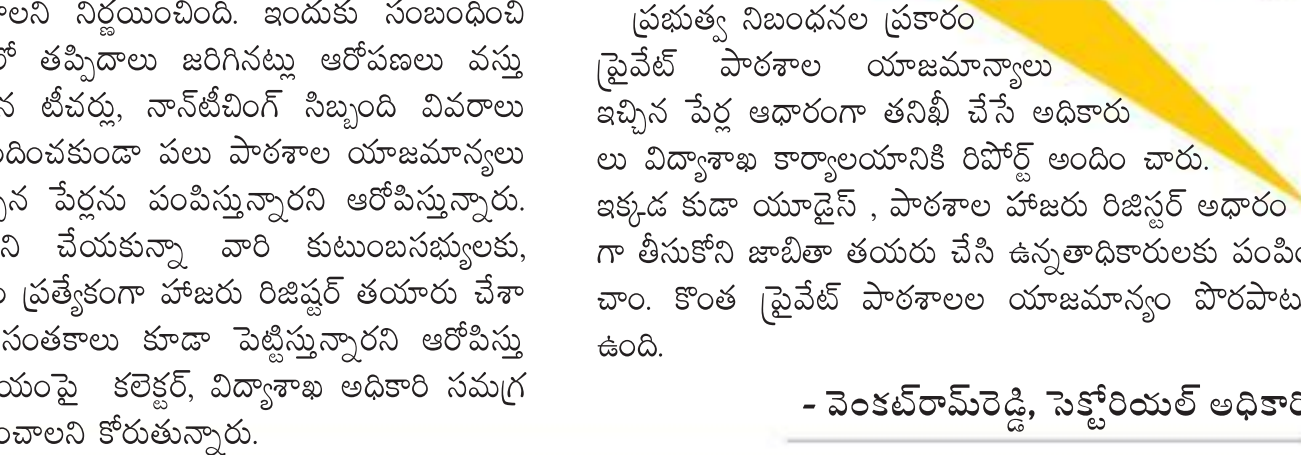 ాలని నిర్ణయించింది. ఇందుకు సంబంధించి
లో తప్పిదాలు జరిగినట్లు ఆరోపణలు వస్తు
న టీచర్లు, నాన్‌టీచింగ్ సిబ్బంది వివరాలు
ందించకుండా పలు పాఠశాల యాజమాన్యలు
్చిన పేర్లను పంపిస్తున్నారని ఆరోపిస్తున్నారు.
ని చేయకున్నా వారి కుటుంబసభ్యులకు,
ప్రత్యేకంగా హాజరు రిజిష్టర్ తయారు చేశా
సంతకాలు కూడా పెట్టిస్తున్నారని ఆరోపిస్తు
యంపై కలెక్టర్, విద్యాశాఖ అధికారి సమగ్ర
ంచాలని కోరుతున్నారు.
ప్రభుత్వ నిబంధనల ప్రకారం
ప్రైవేట్ పాఠశాల యాజమాన్యాలు
ఇచ్చిన పేర్ల ఆధారంగా తనిఖీ చేసే అధికారు
లు విద్యాశాఖ కార్యాలయానికి రిపోర్ట్ అందిం చారు.
ఇక్కడ కుడా యూడైస్ , పాఠశాల హాజరు రిజిస్టర్ అధారం
గా తీసుకోని జాబితా తయరు చేసి ఉన్నతాధికారులకు పంపిం
చాం. కొంత ప్రైవేట్ పాఠశాలల యాజమాన్యం పొరపాటు
ఉంది.
- వెంకట్‌రామ్‌రెడ్డి, సెక్టోరియల్ అధికారి